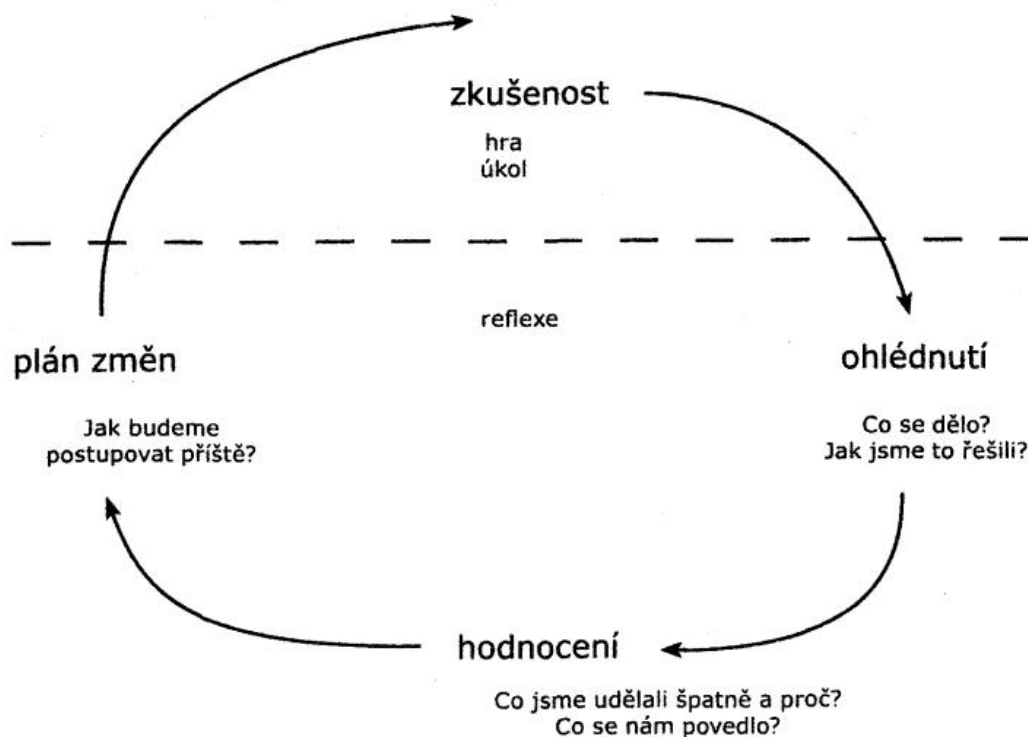 zkušenost
hra
úkol
reflexe
plán změn
ohlédnutí
Jak budeme
postupovat příště?
Co se dělo?
Jak jsme to řešili?
hodnocení
Co jsme udělali špatně a proč?
Co se nám povedlo?